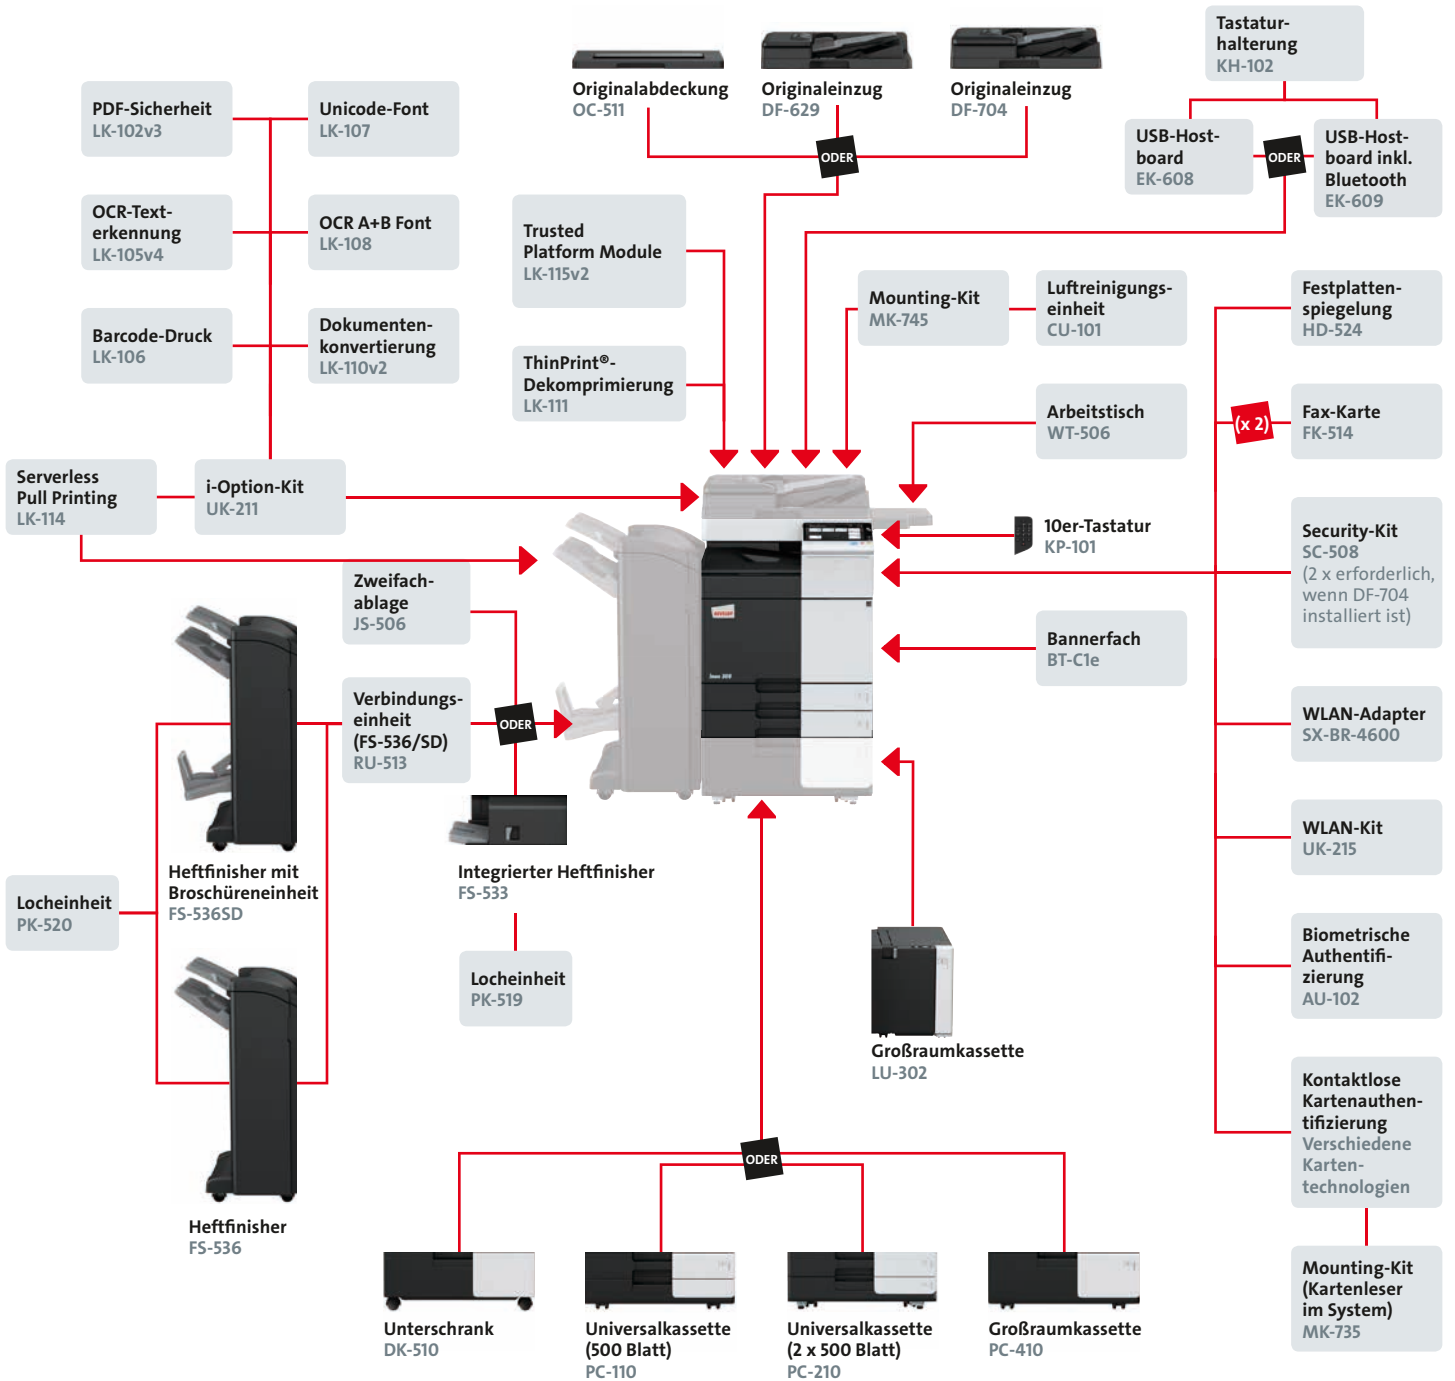 Originalabdeckung
OC-511
Originaleinzug
DF-629
Originaleinzug
DF-704
ODER
Tastatur-
halterung
KH-102
USB-Host-
board
EK-608
ODER
USB-Host-
board inkl.
Bluetooth
EK-609
PDF-Sicherheit
LK-102v3
Unicode-Font
LK-107
OCR-Text-
erkennung
LK-105v4
OCR A+B Font
LK-108
Barcode-Druck
LK-106
Dokumenten-
konvertierung
LK-110v2
Trusted
Platform Module
LK-115v2
ThinPrint®-
Dekomprimierung
LK-111
Mounting-Kit
MK-745
Luftreinigungs-
einheit
CU-101
Arbeitstisch
WT-506
Festplatten-
spiegelung
HD-524
(x 2)
Fax-Karte
FK-514
Serverless
Pull Printing
LK-114
i-Option-Kit
UK-211
10er-Tastatur
KP-101
Security-Kit
SC-508
(2 x erforderlich,
wenn DF-704
installiert ist)
Zweifach-
ablage
JS-506
Bannerfach
BT-C1e
Verbindungs-
einheit
(FS-536/SD)
RU-513
ODER
WLAN-Adapter
SX-BR-4600
WLAN-Kit
UK-215
Heftfinisher mit
Broschüreneinheit
FS-536SD
Integrierter Heftfinisher
FS-533
Locheinheit
PK-520
Locheinheit
PK-519
Biometrische
Authentifi-
zierung
AU-102
Großraumkassette
LU-302
Kontaktlose
Kartenauthen-
tifizierung
Verschiedene
Karten-
technologien
Heftfinisher
FS-536
ODER
Mounting-Kit
(Kartenleser
im System)
MK-735
Unterschrank
DK-510
Universalkassette
(500 Blatt)
PC-110
Universalkassette
(2 x 500 Blatt)
PC-210
Großraumkassette
PC-410